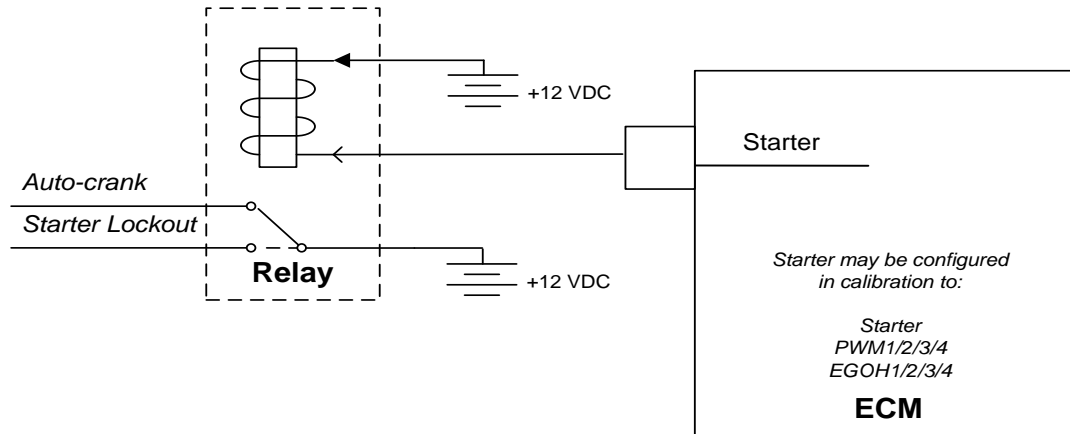 +12 VDC
Starter
Auto-crank
Starter Lockout
Relay
+12 VDC
Starter may be configured
in calibration to:
Starter
PWM1/2/3/4
EGOH1/2/3/4
ECM